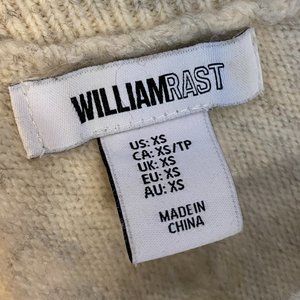 WILLIAMRAST
US: XS
CA: XS/TP
UK: XS
EU: XS
AU: XS
MADE IN
CHINA